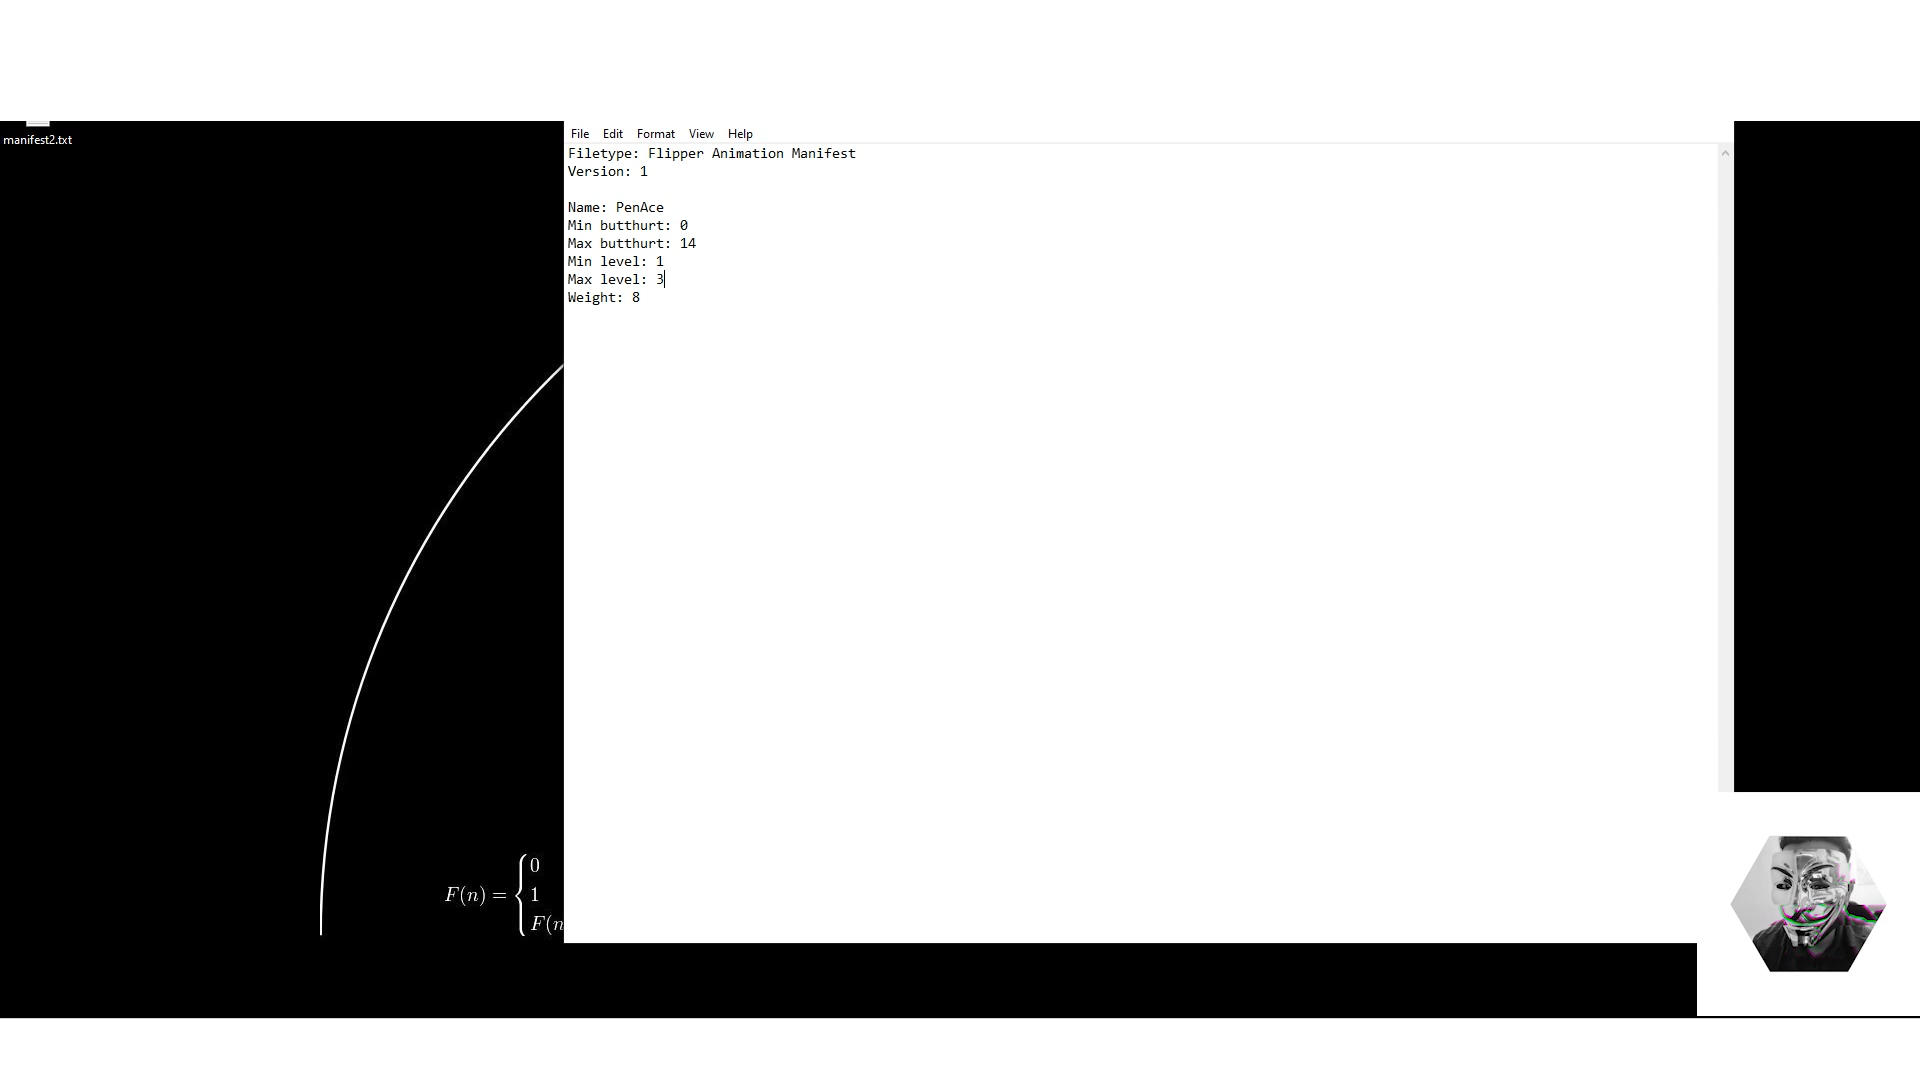 manifest2.txt
File Edit Format View Help
Filetype: Flipper Animation Manifest
Version: 1
Name: PenAce
Min butthurt: 0
Max butthurt: 14
Min level: 1
Max level: 3
Weight: 8
0
F(n) = { 1
F(n